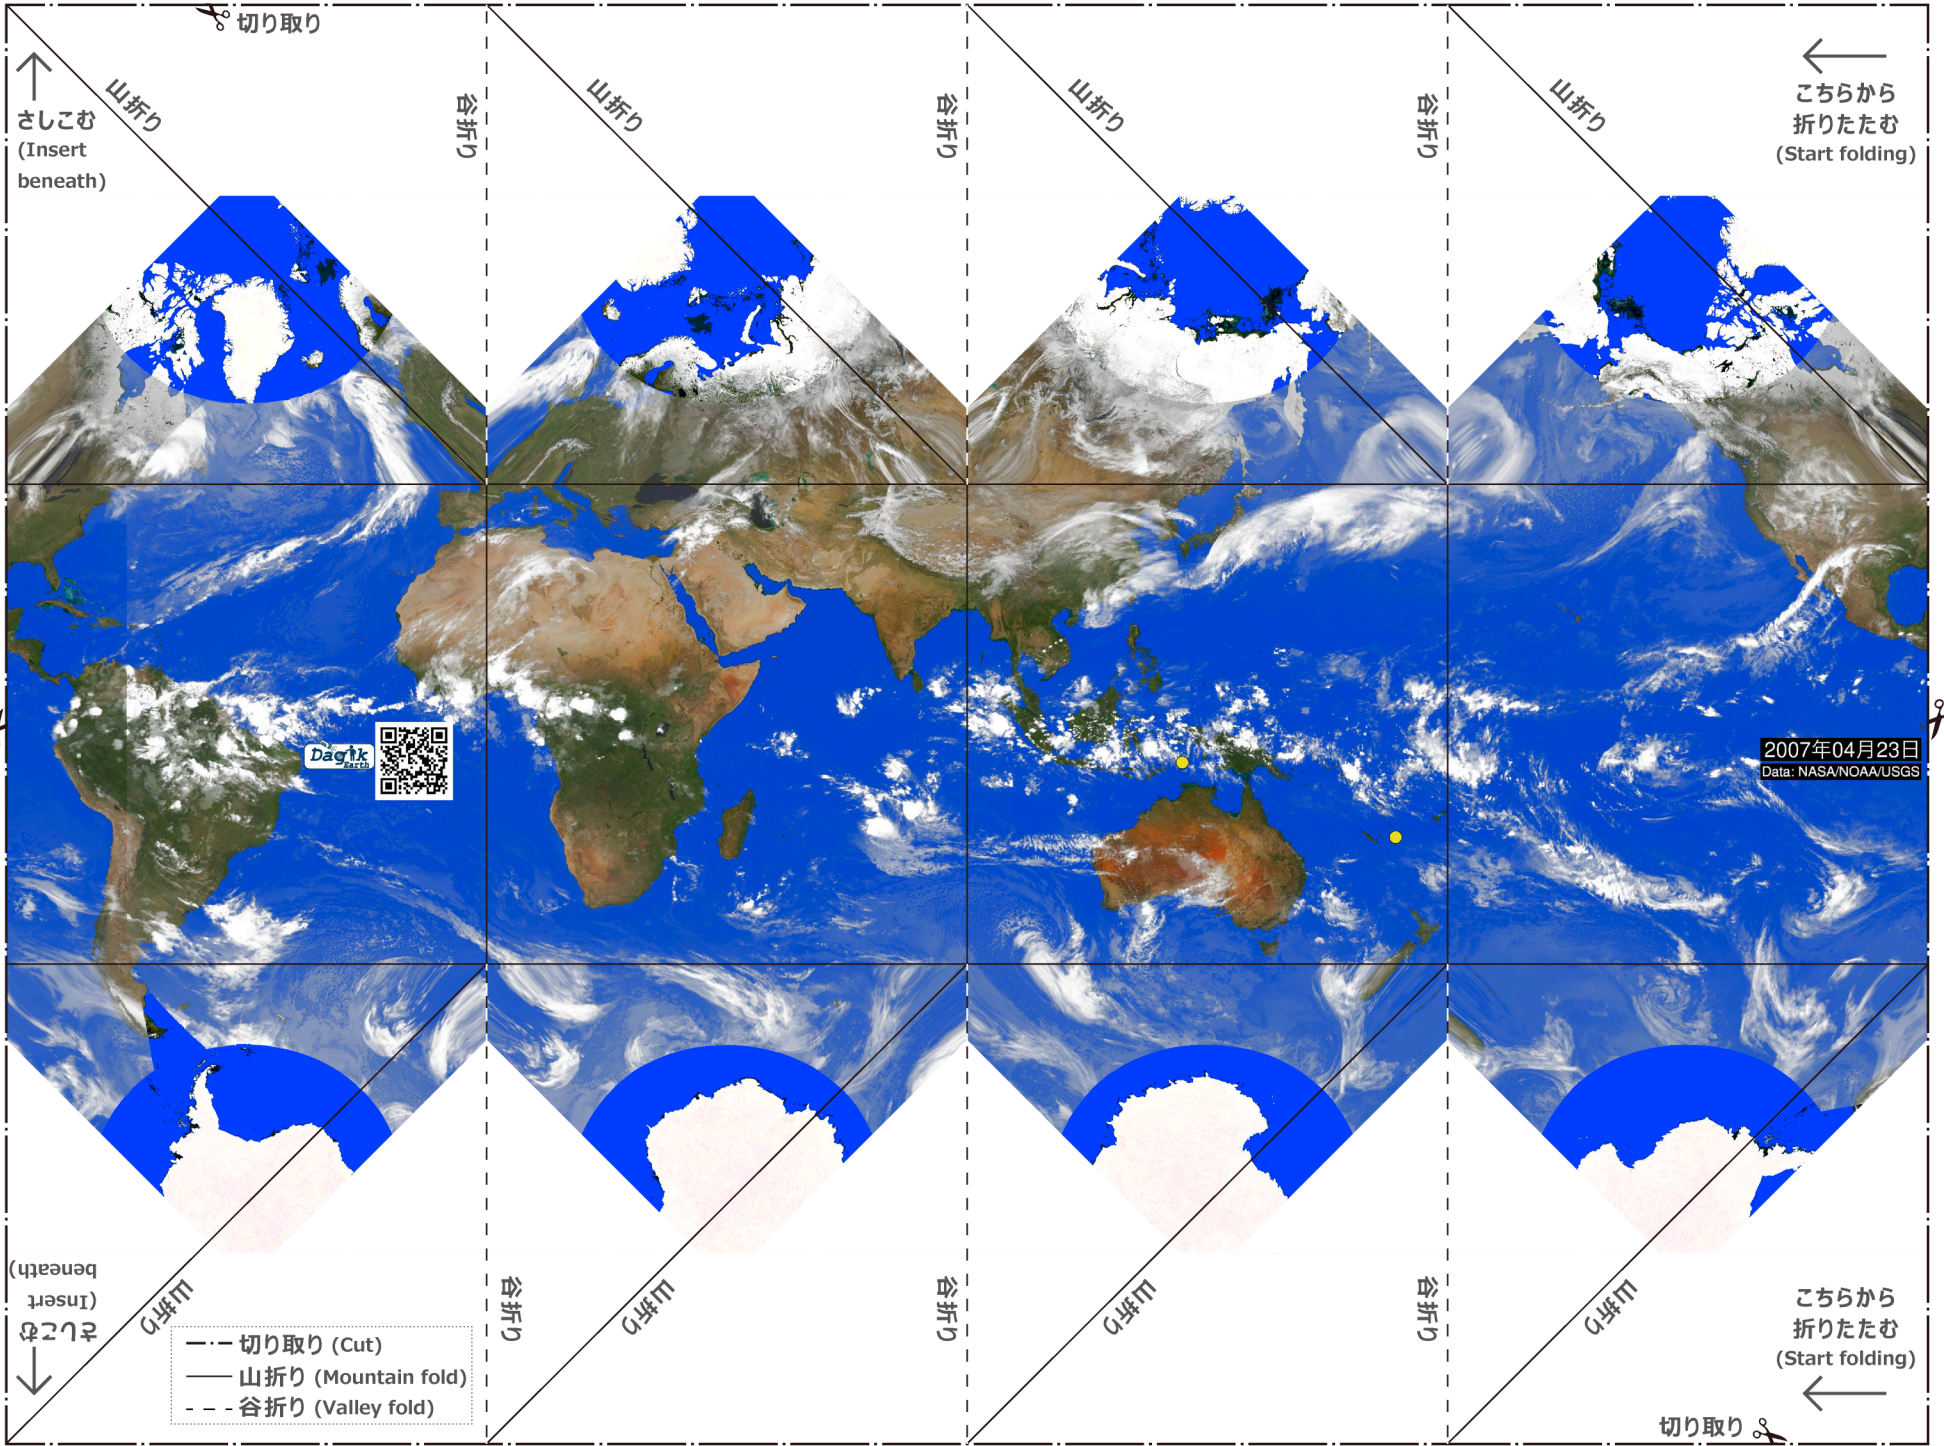 切り取り
山折り
谷折り
山折り
谷折り
山折り
谷折り
山折り
さしこむ
(Insert
beneath)
こちらから
折りたたむ
(Start folding)
Dagik
Earth
2007年04月23日
Data: NASA/NOAA/USGS
さしこむ
(Insert
beneath)
山折り
谷折り
山折り
谷折り
山折り
谷折り
山折り
こちらから
折りたたむ
(Start folding)
切り取り (Cut)
山折り (Mountain fold)
谷折り (Valley fold)
切り取り